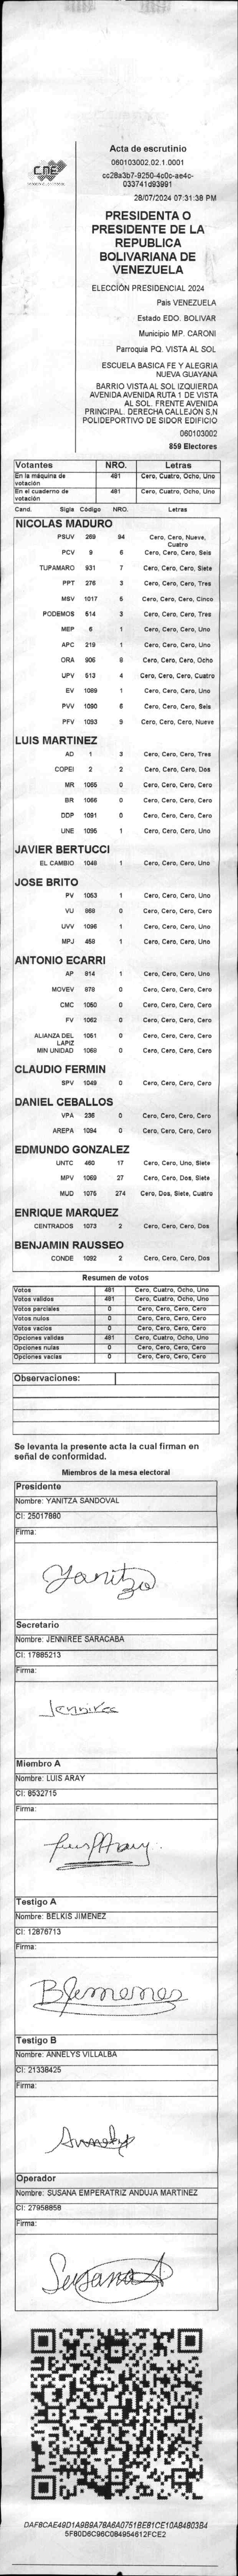 CNE
Acta de escrutinio
060103002.02.1.0001
cc28a3b7-9250-4c0c-ae4c-
033741d93991
28/07/2024 07:31:38 PM
PRESIDENTA O
PRESIDENTE DE LA
REPUBLICA
BOLIVARIANA DE
VENEZUELA
ELECCIÓN PRESIDENCIAL 2024
País VENEZUELA
Estado EDO. BOLIVAR
Municipio MP. CARONI
Parroquia PQ. VISTA AL SOL
ESCUELA BASICA FE Y ALEGRIA
NUEVA GUAYANA
BARRIO VISTA AL SOL IZQUIERDA
AVENIDA AVENIDA RUTA 1 DE VISTA
AL SOL. FRENTE AVENIDA
PRINCIPAL. DERECHA CALLEJÓN S,N
POLIDEPORTIVO DE SIDOR EDIFICIO
060103002
859 Electores
Votantes NRO. Letras
En la máquina de votación 481 Cero, Cuatro, Ocho, Uno
En el cuaderno de votación 481 Cero, Cuatro, Ocho, Uno
Cand. Sigla Código NRO. Letras
NICOLAS MADURO
PSUV 269 94 Cero, Cero, Nueve, Cuatro
PCV 9 6 Cero, Cero, Cero, Seis
TUPAMARO 931 7 Cero, Cero, Cero, Siete
PPT 276 3 Cero, Cero, Cero, Tres
MSV 1017 5 Cero, Cero, Cero, Cinco
PODEMOS 514 3 Cero, Cero, Cero, Tres
MEP 6 1 Cero, Cero, Cero, Uno
APC 219 1 Cero, Cero, Cero, Uno
ORA 906 8 Cero, Cero, Cero, Ocho
UPV 513 4 Cero, Cero, Cero, Cuatro
EV 1089 1 Cero, Cero, Cero, Uno
PVV 1090 6 Cero, Cero, Cero, Seis
PFV 1093 9 Cero, Cero, Cero, Nueve
LUIS MARTINEZ
AD 1 3 Cero, Cero, Cero, Tres
COPEI 2 2 Cero, Cero, Cero, Dos
MR 1065 0 Cero, Cero, Cero, Cero
BR 1066 0 Cero, Cero, Cero, Cero
DDP 1091 0 Cero, Cero, Cero, Cero
UNE 1095 1 Cero, Cero, Cero, Uno
JAVIER BERTUCCI
EL CAMBIO 1048 1 Cero, Cero, Cero, Uno
JOSE BRITO
PV 1053 1 Cero, Cero, Cero, Uno
VU 868 0 Cero, Cero, Cero, Cero
UVV 1096 1 Cero, Cero, Cero, Uno
MPJ 458 1 Cero, Cero, Cero, Uno
ANTONIO ECARRI
AP 814 1 Cero, Cero, Cero, Uno
MOVEV 878 0 Cero, Cero, Cero, Cero
CMC 1050 0 Cero, Cero, Cero, Cero
FV 1062 0 Cero, Cero, Cero, Cero
ALIANZA DEL LAPIZ 1051 0 Cero, Cero, Cero, Cero
MIN UNIDAD 1068 0 Cero, Cero, Cero, Cero
CLAUDIO FERMIN
SPV 1049 0 Cero, Cero, Cero, Cero
DANIEL CEBALLOS
VPA 236 0 Cero, Cero, Cero, Cero
AREPA 1094 0 Cero, Cero, Cero, Cero
EDMUNDO GONZALEZ
UNTC 460 17 Cero, Cero, Uno, Siete
MPV 1069 27 Cero, Cero, Dos, Siete
MUD 1075 274 Cero, Dos, Siete, Cuatro
ENRIQUE MARQUEZ
CENTRADOS 1073 2 Cero, Cero, Cero, Dos
BENJAMIN RAUSSEO
CONDE 1092 2 Cero, Cero, Cero, Dos
Resumen de votos
Votos 481 Cero, Cuatro, Ocho, Uno
Votos validos 481 Cero, Cuatro, Ocho, Uno
Votos parciales 0 Cero, Cero, Cero, Cero
Votos nulos 0 Cero, Cero, Cero, Cero
Votos vacios 0 Cero, Cero, Cero, Cero
Opciones validas 481 Cero, Cuatro, Ocho, Uno
Opciones nulas 0 Cero, Cero, Cero, Cero
Opciones vacias 0 Cero, Cero, Cero, Cero
Observaciones:
Se levanta la presente acta la cual firman en
señal de conformidad.
Miembros de la mesa electoral
Presidente
Nombre: YANITZA SANDOVAL
CI: 25017880
Firma:
Yanitza
Secretario
Nombre: JENNIREE SARACABA
CI: 17885213
Firma:
Jenniree
Miembro A
Nombre: LUIS ARAY
CI: 8532715
Firma:
Luis Aray
Testigo A
Nombre: BELKIS JIMENEZ
CI: 12876713
Firma:
BJimenez
Testigo B
Nombre: ANNELYS VILLALBA
CI: 21338425
Firma:
Annelys
Operador
Nombre: SUSANA EMPERATRIZ ANDUJA MARTINEZ
CI: 27958858
Firma:
Susana A
DAF8CAE49D1A9B9A78A6A0751BE81CE10A84803B4
5F80D6C96C084954612FCE2